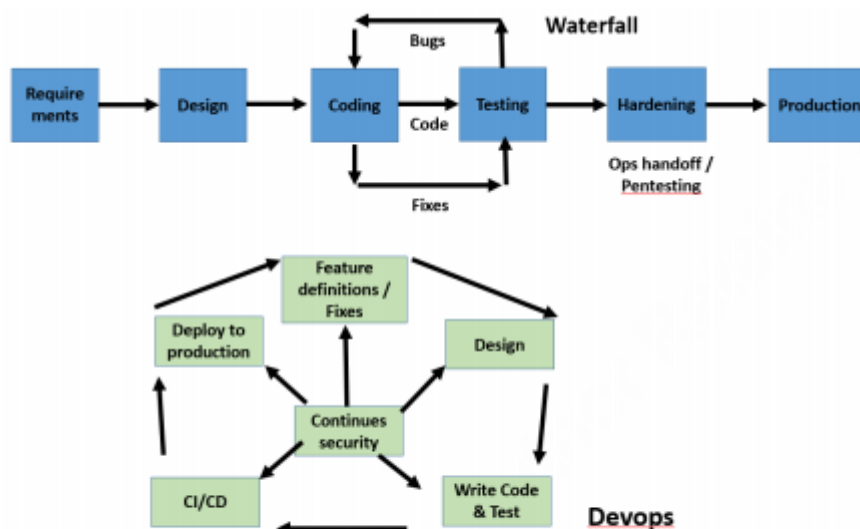 Waterfall
Bugs
Require
ments
Design
Coding
Code
Testing
Hardening
Production
Ops handoff /
Pentesting
Fixes
Feature
definitions /
Fixes
Deploy to
production
Design
Continues
security
CI/CD
Write Code
& Test
Devops